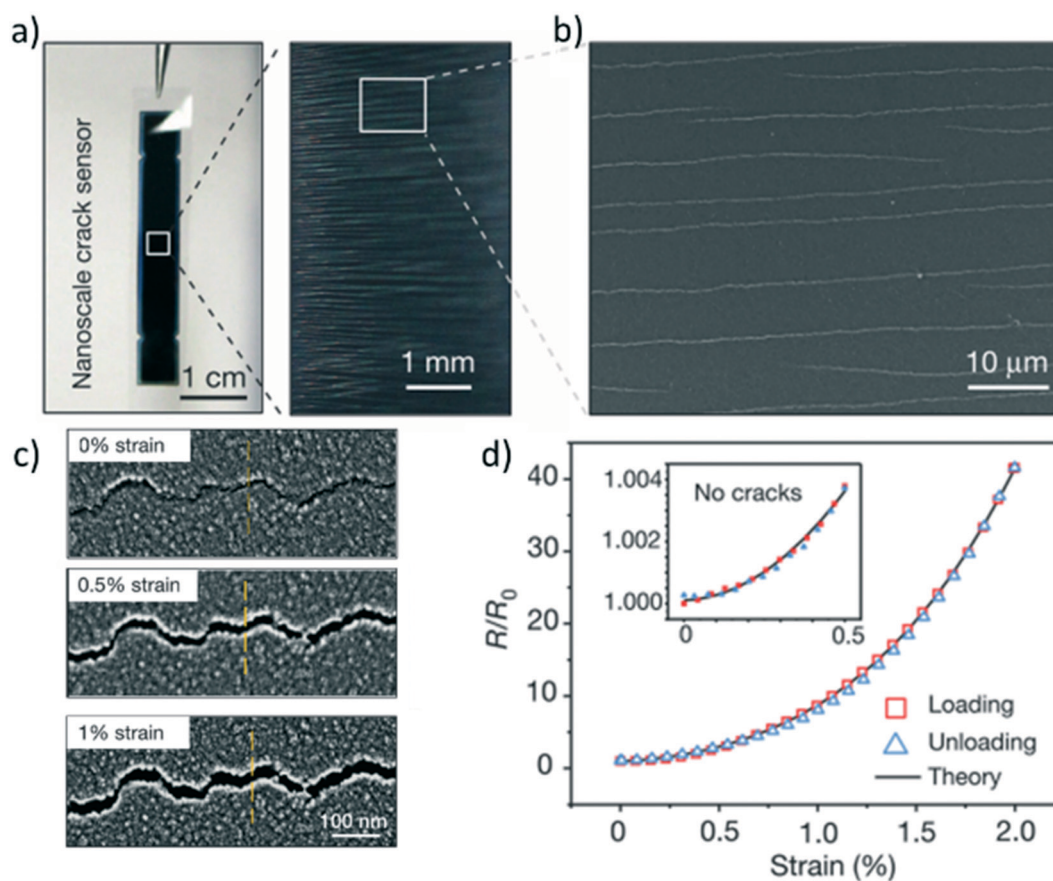 a)
Nanoscale crack sensor
1 cm
1 mm
b)
10 μm
c)
0% strain
0.5% strain
1% strain
100 nm
d)
40
30
20
10
0
R/R0
1.004
1.002
1.000
No cracks
0
0.5
Loading
Unloading
Theory
0
0.5
1.0
1.5
2.0
Strain (%)